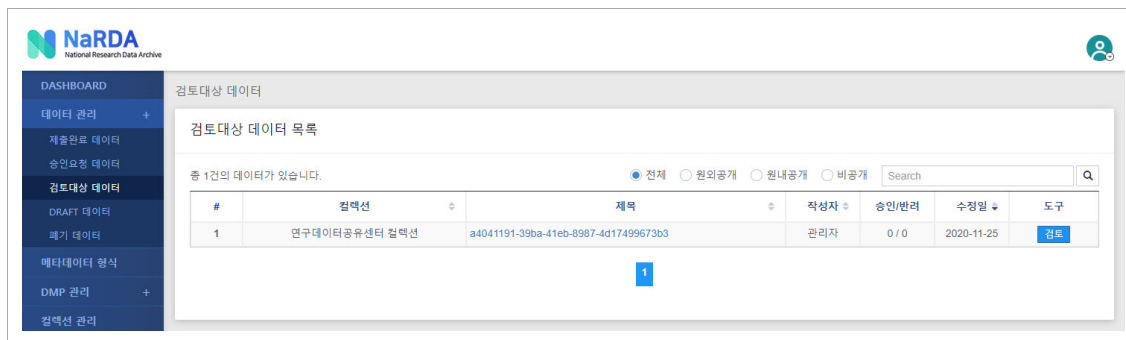 NaRDA
National Research Data Archive
DASHBOARD
데이터 관리 +
제출완료 데이터
승인요청 데이터
검토대상 데이터
DRAFT 데이터
폐기 데이터
메타데이터 형식
DMP 관리 +
컬렉션 관리
검토대상 데이터
검토대상 데이터 목록
총 1건의 데이터가 있습니다.
전체 원외공개 원내공개 비공개 Search
# 컬렉션 제목 작성자 승인/반려 수정일 도구
1 연구데이터공유센터 컬렉션 a4041191-39ba-41eb-8987-4d17499673b3 관리자 0 / 0 2020-11-25 검토
1